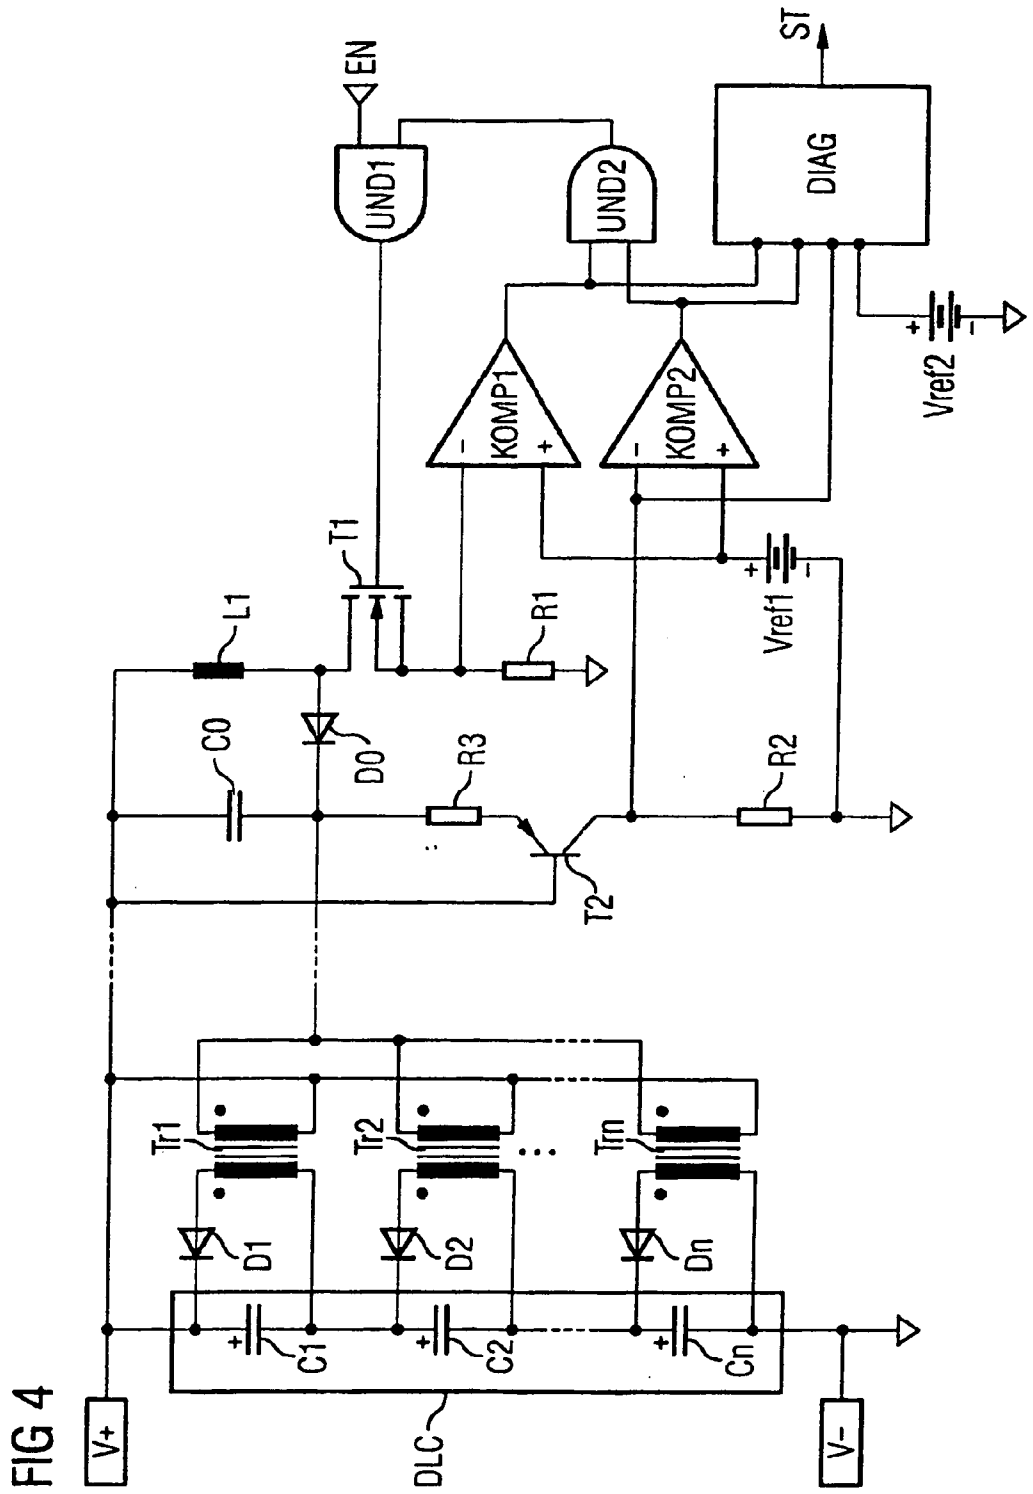 FIG 4
V+
DLC
V-
+
C1
+
C2
+
Cn
D1
D2
Dn
Tr1
Tr2
...
Trn
C0
D0
L1
T1
R3
T2
R1
R2
+
Vref1
-
-
KOMP1
+
-
KOMP2
+
UND1
EN
UND2
DIAG
ST
+
Vref2
-